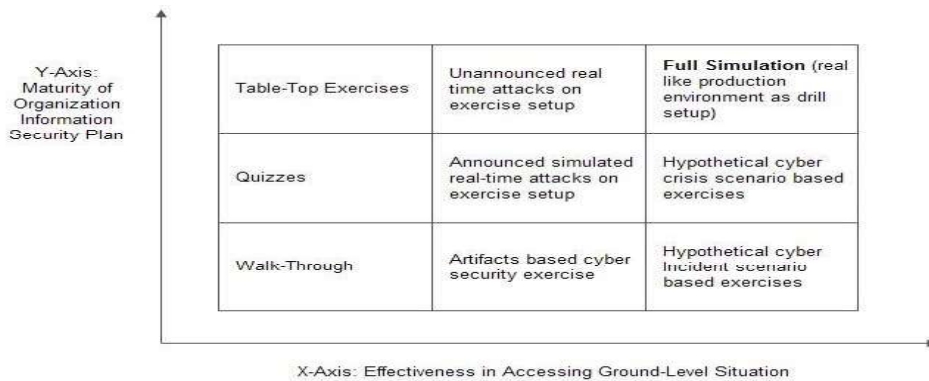 Y-Axis:
Maturity of
Organization
Information
Security Plan
Table-Top Exercises
Unannounced real
time attacks on
exercise setup
Full Simulation (real
like production
environment as drill
setup)
Quizzes
Announced simulated
real-time attacks on
exercise setup
Hypothetical cyber
crisis scenario based
exercises
Walk-Through
Artifacts based cyber
security exercise
Hypothetical cyber
Incident scenario
based exercises
X-Axis: Effectiveness in Accessing Ground-Level Situation